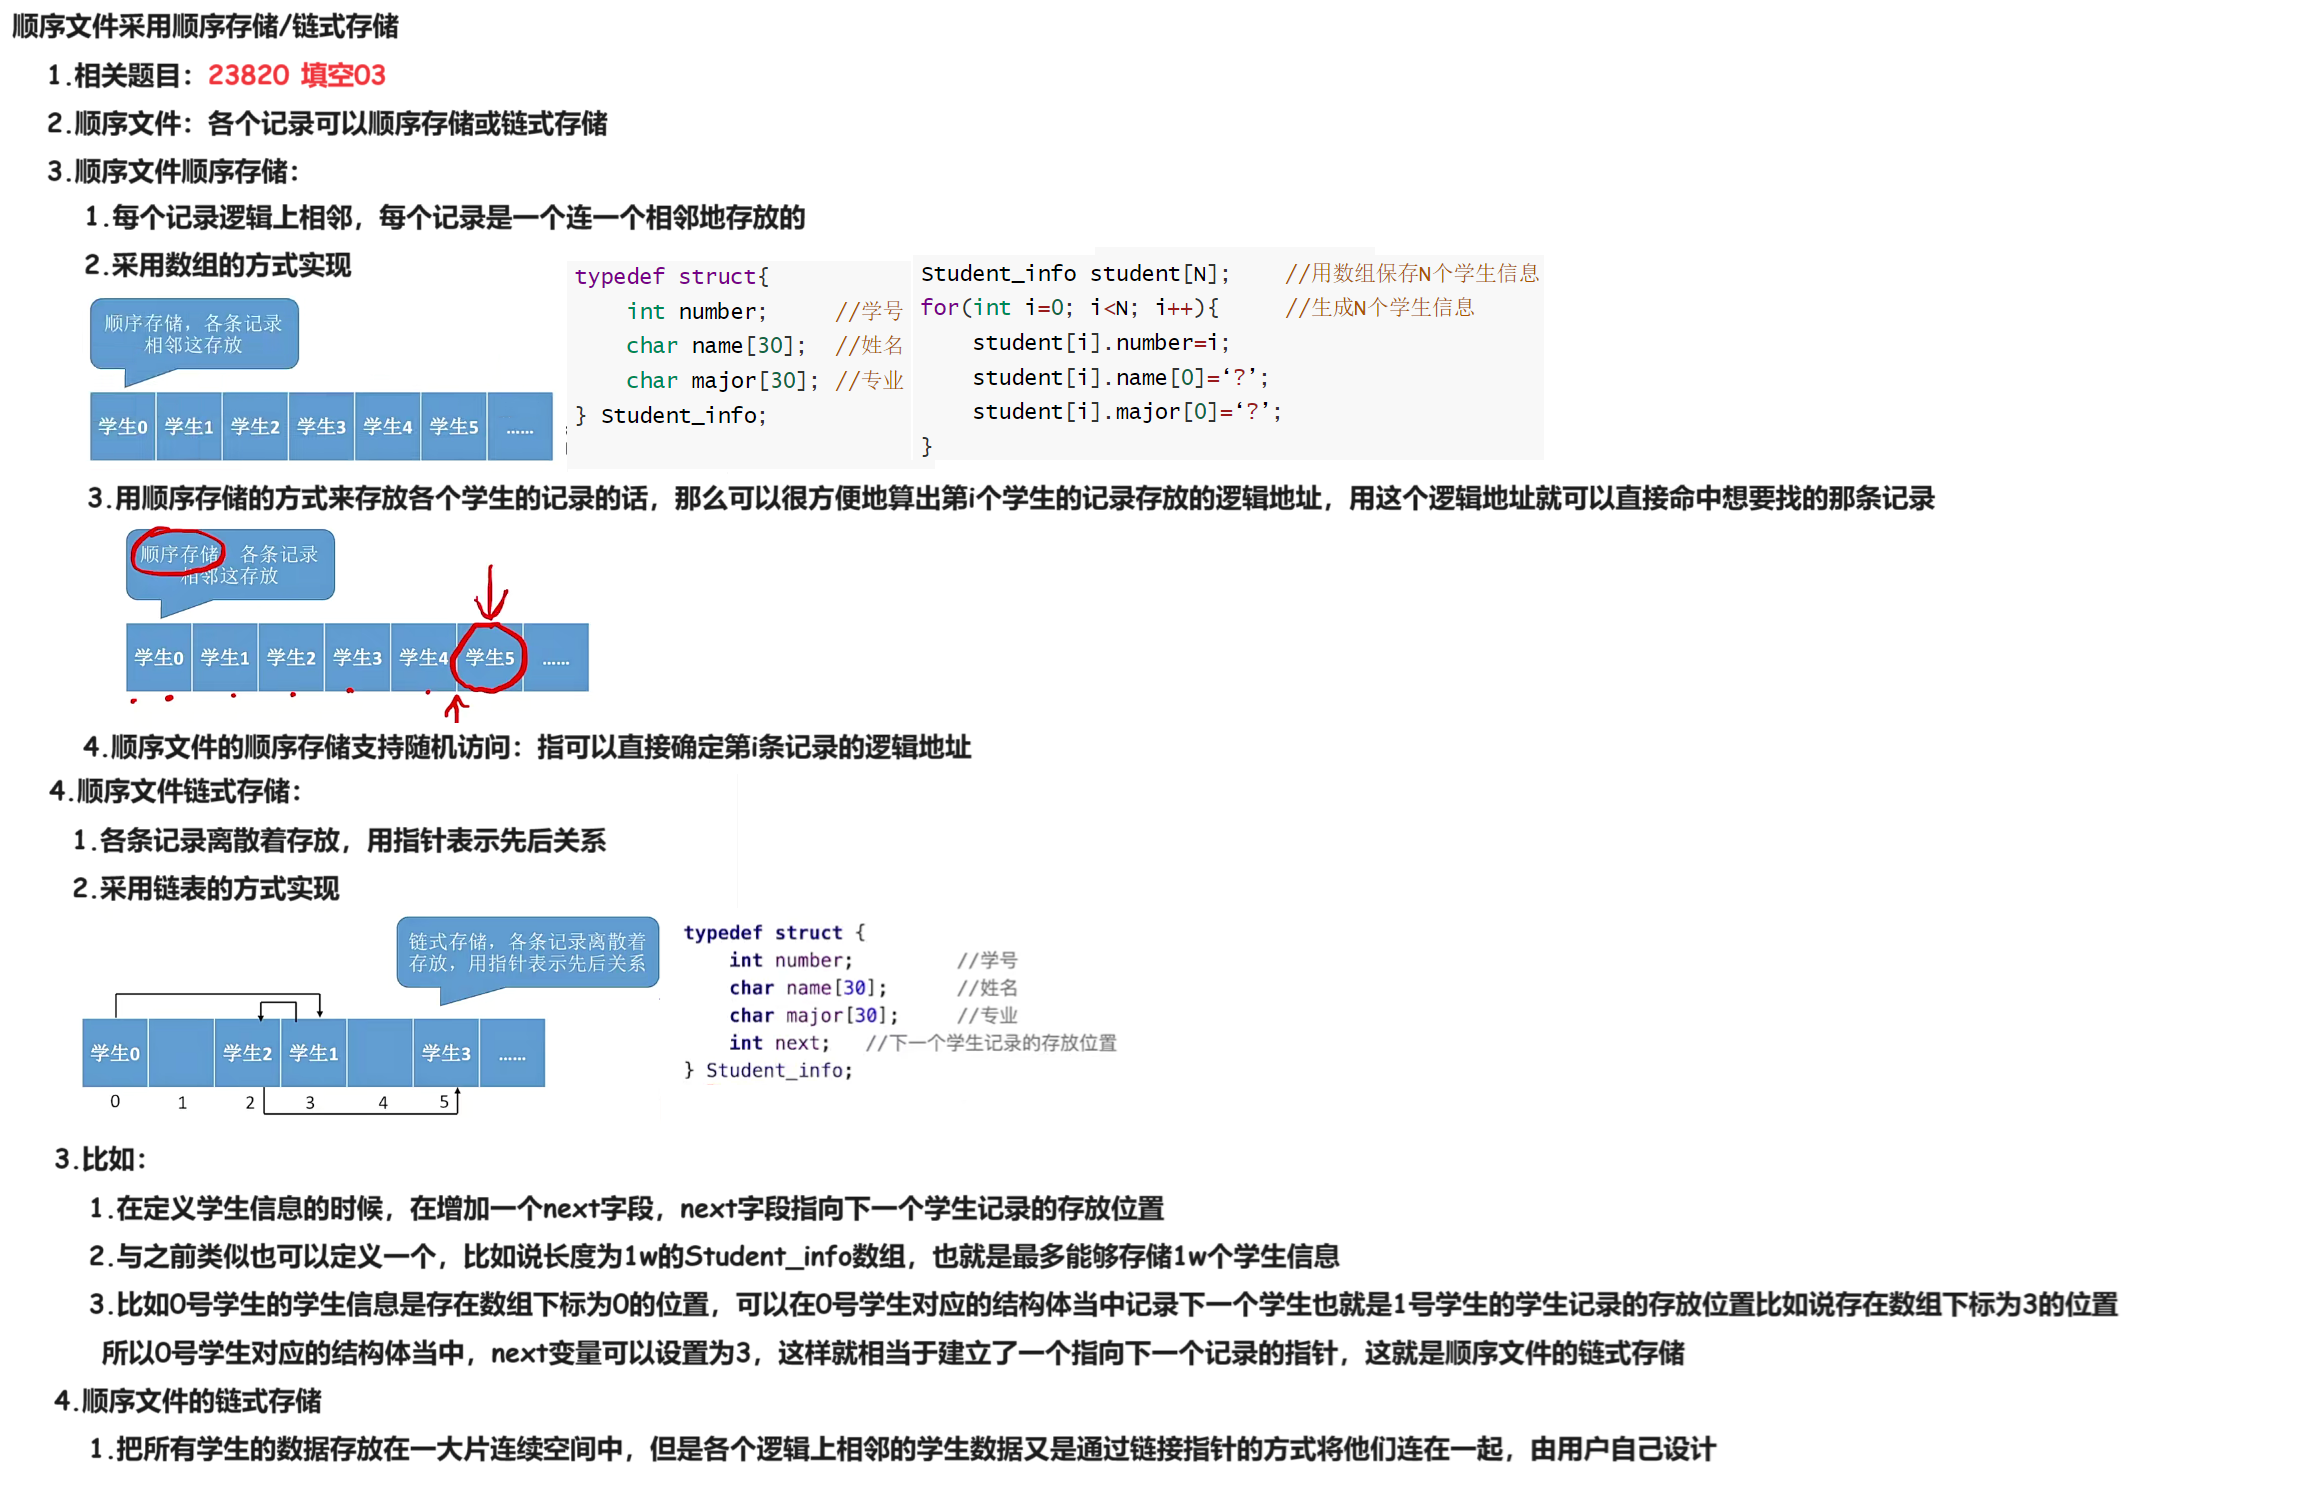 顺序文件采用顺序存储/链式存储
1.相关题目：23820 填空03
2.顺序文件：各个记录可以顺序存储或链式存储
3.顺序文件顺序存储：
1.每个记录逻辑上相邻，每个记录是一个连一个相邻地存放的
2.采用数组的方式实现
顺序存储，各条记录
相邻这存放
学生0 学生1 学生2 学生3 学生4 学生5 ......
typedef struct{
int number; //学号
char name[30]; //姓名
char major[30]; //专业
} Student_info;
Student_info student[N]; //用数组保存N个学生信息
for(int i=0; i<N; i++){ //生成N个学生信息
student[i].number=i;
student[i].name[0]=‘?’;
student[i].major[0]=‘?’;
}
3.用顺序存储的方式来存放各个学生的记录的话，那么可以很方便地算出第i个学生的记录存放的逻辑地址，用这个逻辑地址就可以直接命中想要找的那条记录
顺序存储 各条记录
相邻这存放
学生0 学生1 学生2 学生3 学生4 学生5 ......
4.顺序文件的顺序存储支持随机访问：指可以直接确定第i条记录的逻辑地址
4.顺序文件链式存储：
1.各条记录离散着存放，用指针表示先后关系
2.采用链表的方式实现
链式存储，各条记录离散着
存放，用指针表示先后关系
学生0 学生2 学生1 学生3 ......
0 1 2 3 4 5
typedef struct {
int number; //学号
char name[30]; //姓名
char major[30]; //专业
int next; //下一个学生记录的存放位置
} Student_info;
3.比如：
1.在定义学生信息的时候，在增加一个next字段，next字段指向下一个学生记录的存放位置
2.与之前类似也可以定义一个，比如说长度为1w的Student_info数组，也就是最多能够存储1w个学生信息
3.比如0号学生的学生信息是存在数组下标为0的位置，可以在0号学生对应的结构体当中记录下一个学生也就是1号学生的学生记录的存放位置比如说存在数组下标为3的位置
所以0号学生对应的结构体当中，next变量可以设置为3，这样就相当于建立了一个指向下一个记录的指针，这就是顺序文件的链式存储
4.顺序文件的链式存储
1.把所有学生的数据存放在一大片连续空间中，但是各个逻辑上相邻的学生数据又是通过链接指针的方式将他们连在一起，由用户自己设计